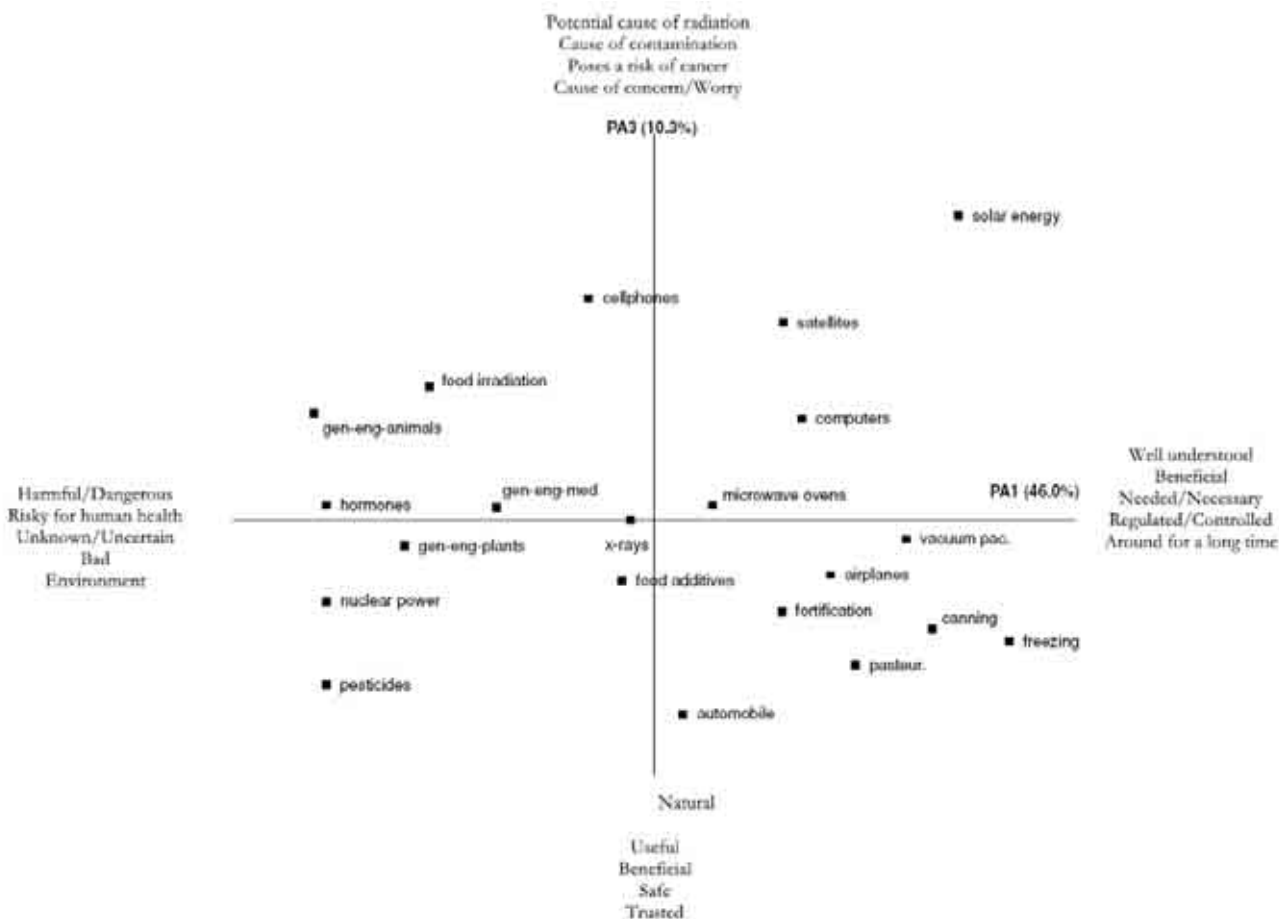 Potential cause of radiation
Cause of contamination
Poses a risk of cancer
Cause of concern/Worry
PA3 (10.3%)
solar energy
cellphones
satellites
food irradiation
gen-eng-animals
computers
Harmful/Dangerous
Risky for human health
Unknown/Uncertain
Bad
Environment
hormones
gen-eng-med
microwave ovens
PA1 (46.0%)
Well understood
Beneficial
Needed/Necessary
Regulated/Controlled
Around for a long time
gen-eng-plants
x-rays
vacuum pac.
food additives
airplanes
nuclear power
fortification
canning
freezing
pasteur.
pesticides
automobile
Natural
Useful
Beneficial
Safe
Trusted